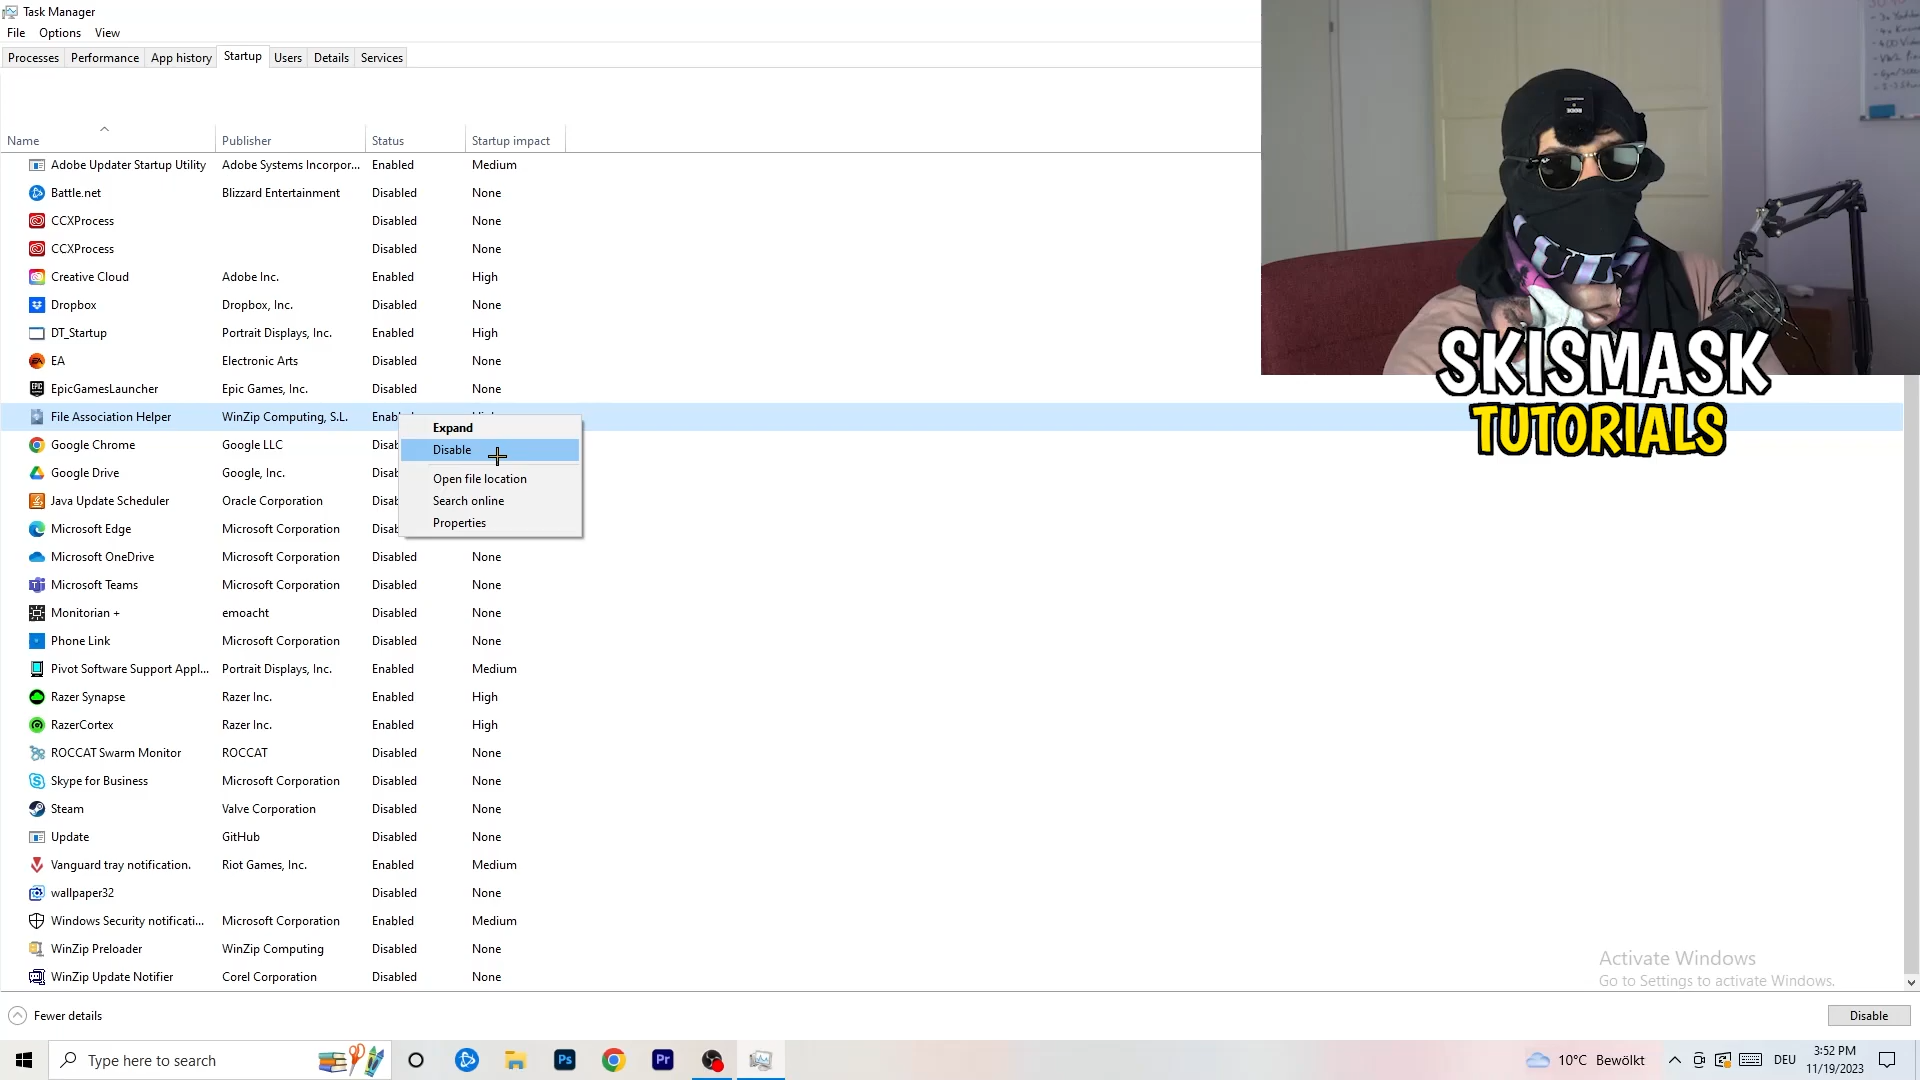 Task Manager
File Options View
Processes Performance App history Startup Users Details Services
Name Publisher Status Startup impact
Adobe Updater Startup Utility Adobe Systems Incorpor... Enabled Medium
Battle.net Blizzard Entertainment Disabled None
CCXProcess Disabled None
CCXProcess Disabled None
Creative Cloud Adobe Inc. Enabled High
Dropbox Dropbox, Inc. Disabled None
DT_Startup Portrait Displays, Inc. Enabled High
EA Electronic Arts Disabled None
EpicGamesLauncher Epic Games, Inc. Disabled None
File Association Helper WinZip Computing, S.L.
Google Chrome Google LLC
Google Drive Google, Inc.
Java Update Scheduler Oracle Corporation
Microsoft Edge Microsoft Corporation
Expand
Disable
Open file location
Search online
Properties
Microsoft OneDrive Microsoft Corporation Disabled None
Microsoft Teams Microsoft Corporation Disabled None
Monitorian + emoacht Disabled None
Phone Link Microsoft Corporation Disabled None
Pivot Software Support Appl... Portrait Displays, Inc. Enabled Medium
Razer Synapse Razer Inc. Enabled High
RazerCortex Razer Inc. Enabled High
ROCCAT Swarm Monitor ROCCAT Disabled None
Skype for Business Microsoft Corporation Disabled None
Steam Valve Corporation Disabled None
Update GitHub Disabled None
Vanguard tray notification. Riot Games, Inc. Enabled Medium
wallpaper32 Disabled None
Windows Security notificati... Microsoft Corporation Enabled Medium
WinZip Preloader WinZip Computing Disabled None
WinZip Update Notifier Corel Corporation Disabled None
SKISMASK
TUTORIALS
Activate Windows
Go to Settings to activate Windows.
Fewer details Disable
Type here to search
Ps
Pr
10°C Bewölkt
DEU
3:52 PM
11/19/2023